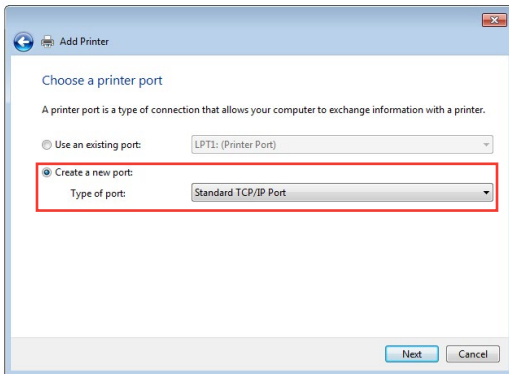 Add Printer
Choose a printer port
A printer port is a type of connection that allows your computer to exchange information with a printer.
Use an existing port: LPT1: (Printer Port)
Create a new port:
Type of port: Standard TCP/IP Port
Next Cancel